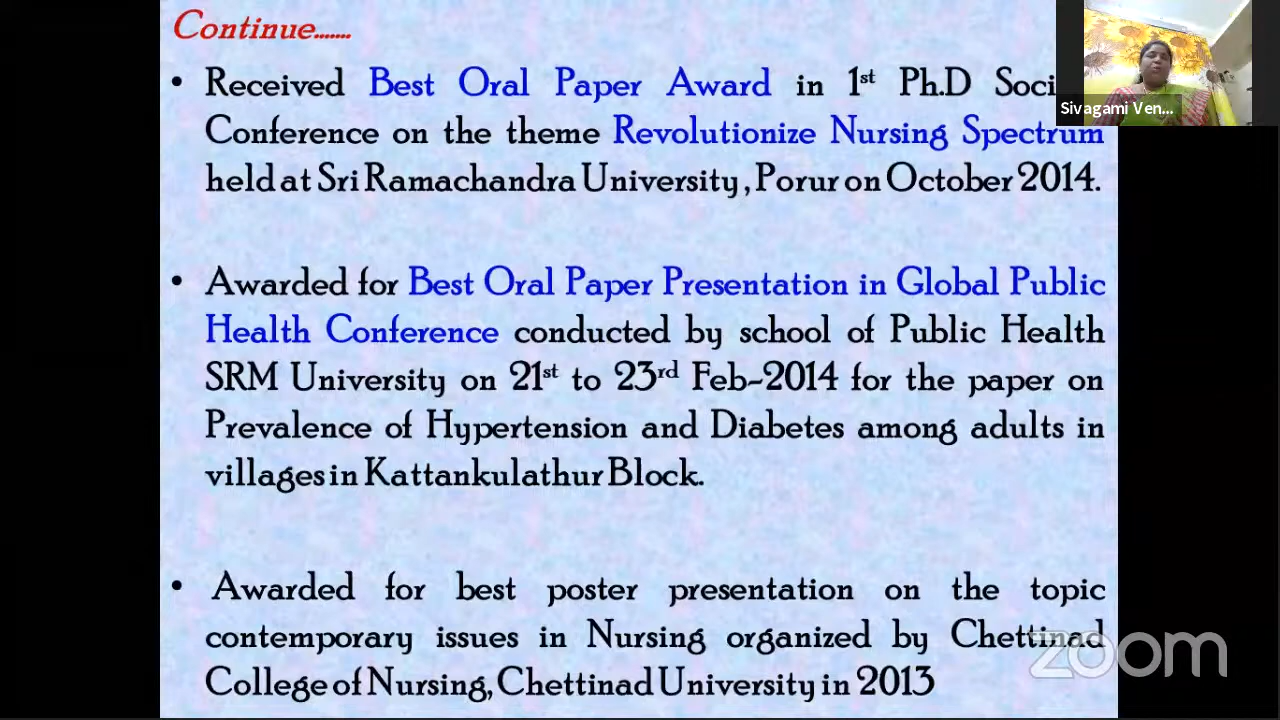 Continue.......
• Received Best Oral Paper Award in 1st Ph.D Soci
Conference on the theme Revolutionize Nursing Spectrum
held at Sri Ramachandra University , Porur on October 2014.
• Awarded for Best Oral Paper Presentation in Global Public
Health Conference conducted by school of Public Health
SRM University on 21st to 23rd Feb-2014 for the paper on
Prevalence of Hypertension and Diabetes among adults in
villages in Kattankulathur Block.
• Awarded for best poster presentation on the topic
contemporary issues in Nursing organized by Chettinad
College of Nursing, Chettinad University in 2013
Sivagami Ven...
zoom